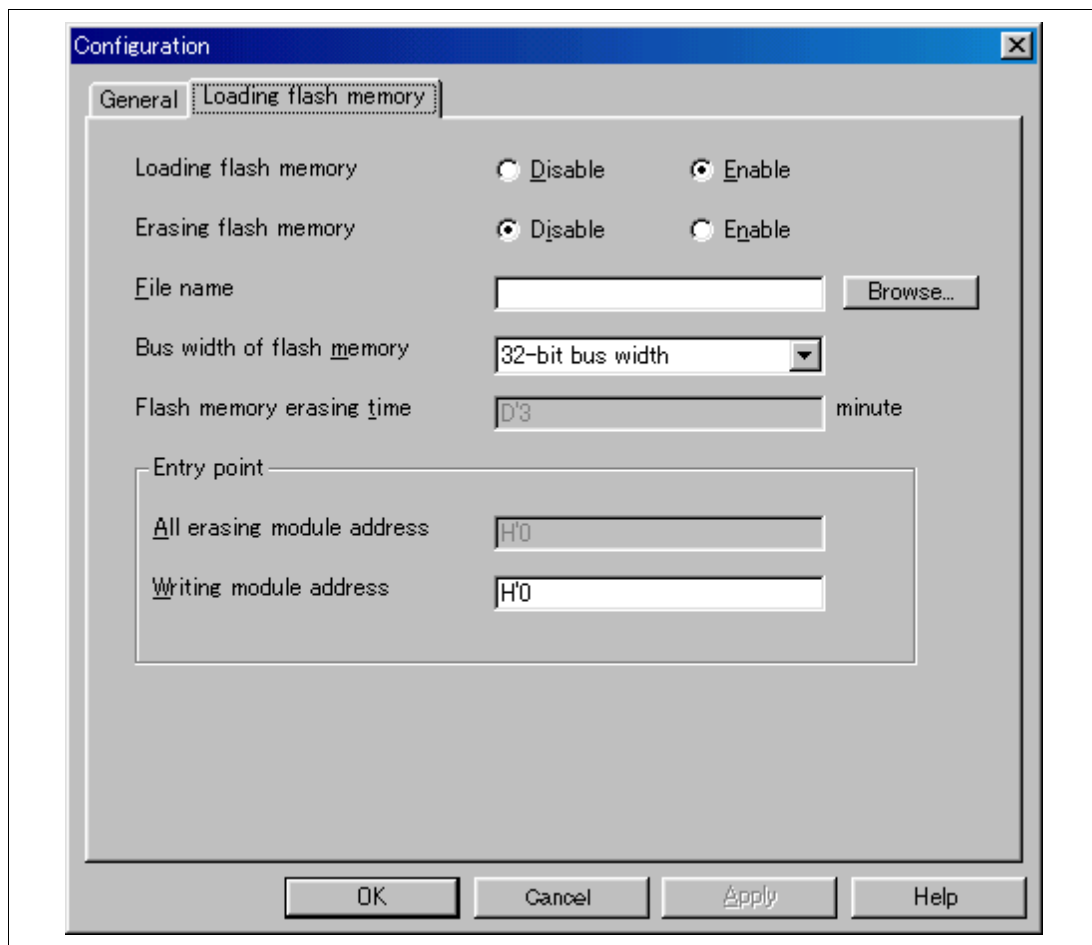 Configuration
General Loading flash memory
Loading flash memory Disable Enable
Erasing flash memory Disable Enable
File name Browse...
Bus width of flash memory 32-bit bus width
Flash memory erasing time D'3 minute
Entry point
All erasing module address H'0
Writing module address H'0
OK Cancel Apply Help